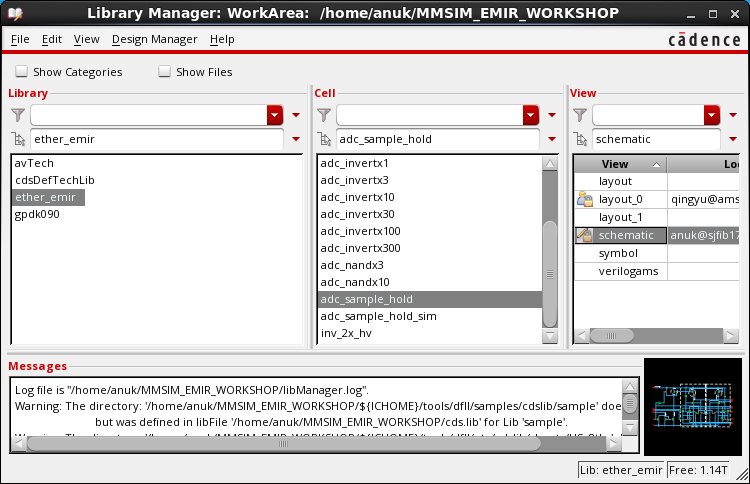 Library Manager: WorkArea: /home/anuk/MMSIM_EMIR_WORKSHOP
File Edit View Design Manager Help
cādence
Show Categories Show Files
Library
ether_emir
avTech
cdsDefTechLib
ether_emir
gpdk090
Cell
adc_sample_hold
adc_invertx1
adc_invertx3
adc_invertx10
adc_invertx30
adc_invertx100
adc_invertx300
adc_nandx3
adc_nandx10
adc_sample_hold
adc_sample_hold_sim
inv_2x_hv
View
schematic
View Loc
layout
layout_0 qingyu@ams
layout_1
schematic anuk@sjfib17
symbol
verilogams
Messages
Log file is "/home/anuk/MMSIM_EMIR_WORKSHOP/libManager.log".
Warning: The directory: '/home/anuk/MMSIM_EMIR_WORKSHOP/${ICHOME}/tools/dfII/samples/cdslib/sample' doe
but was defined in libFile '/home/anuk/MMSIM_EMIR_WORKSHOP/cds.lib' for Lib 'sample'.
Lib: ether_emir Free: 1.14T